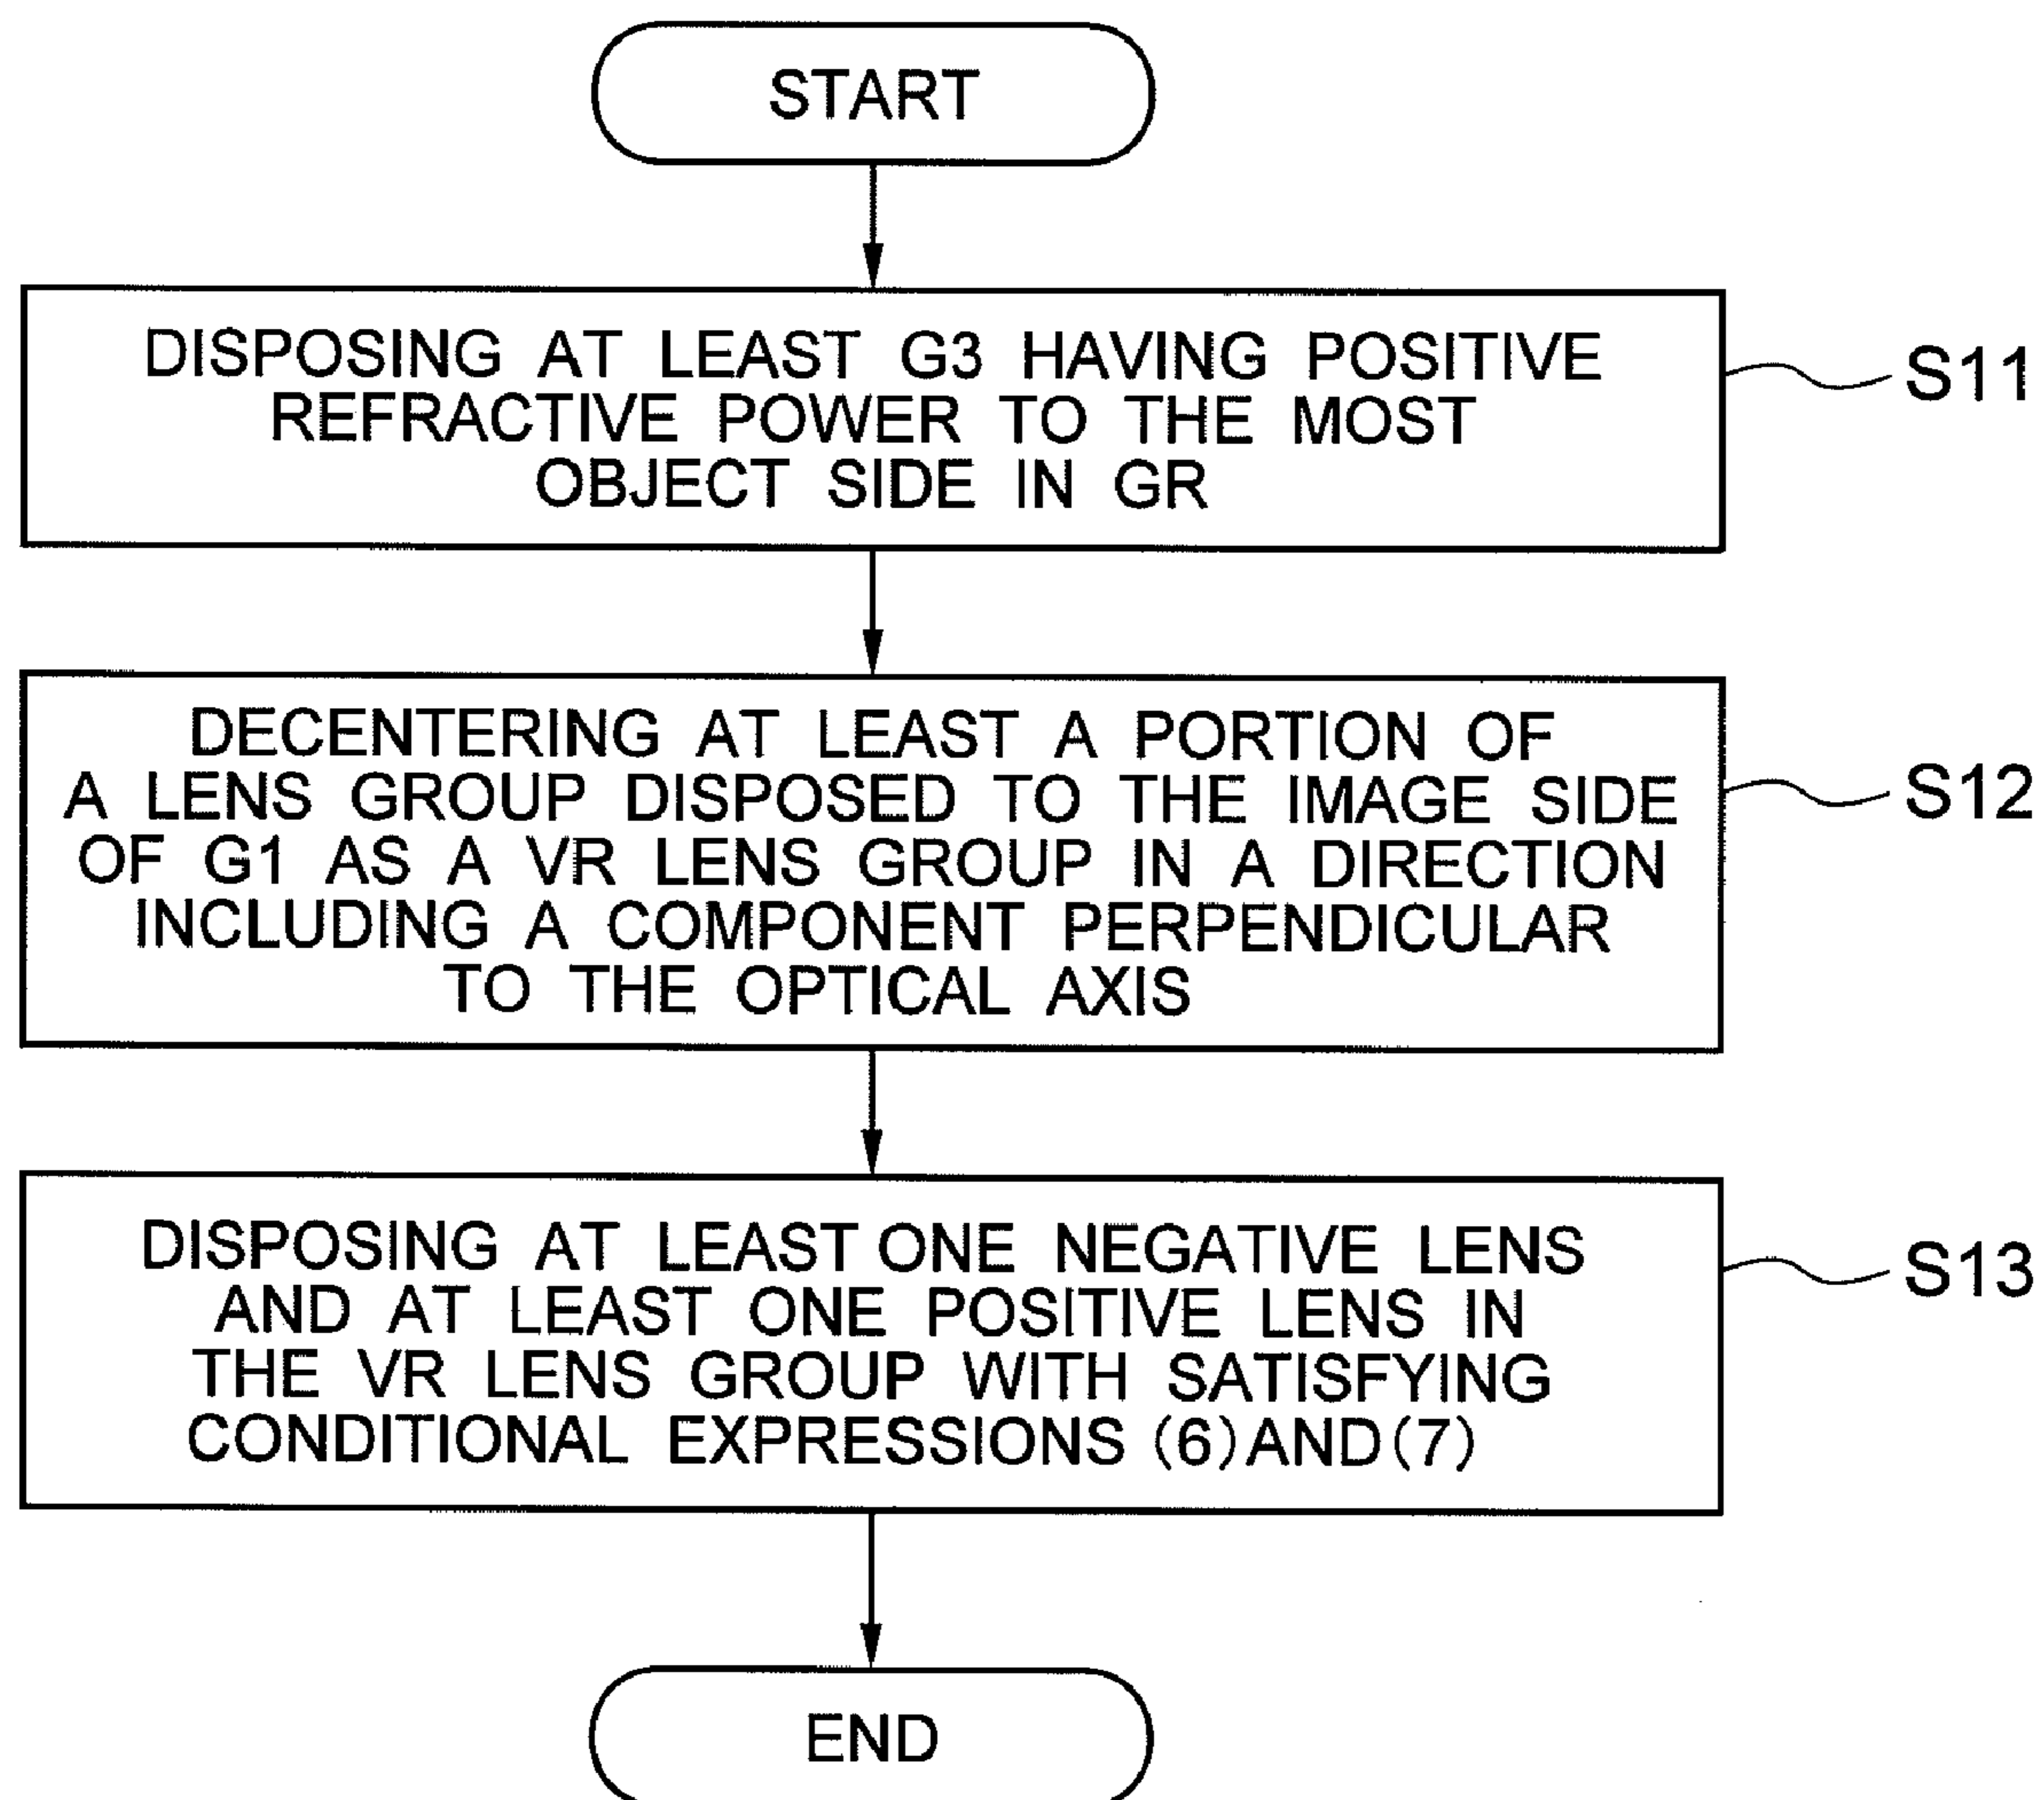 START
DISPOSING AT LEAST G3 HAVING POSITIVE
REFRACTIVE POWER TO THE MOST
OBJECT SIDE IN GR
S11
DECENTERING AT LEAST A PORTION OF
A LENS GROUP DISPOSED TO THE IMAGE SIDE
OF G1 AS A VR LENS GROUP IN A DIRECTION
INCLUDING A COMPONENT PERPENDICULAR
TO THE OPTICAL AXIS
S12
DISPOSING AT LEAST ONE NEGATIVE LENS
AND AT LEAST ONE POSITIVE LENS IN
THE VR LENS GROUP WITH SATISFYING
CONDITIONAL EXPRESSIONS (6) AND (7)
S13
END